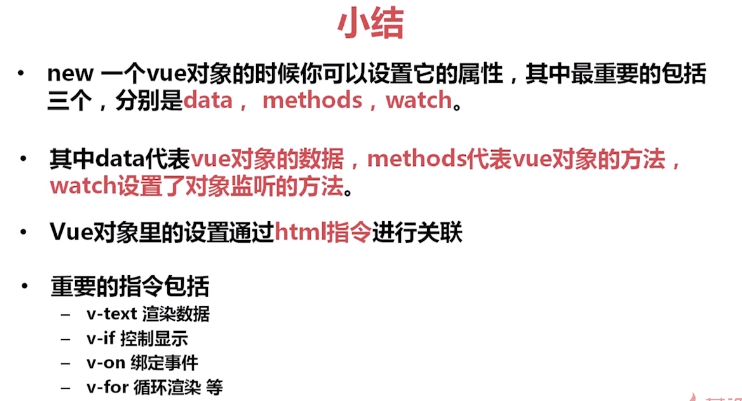 小结
• new 一个vue对象的时候你可以设置它的属性，其中最重要的包括
三个，分别是data， methods，watch。
• 其中data代表vue对象的数据，methods代表vue对象的方法，
watch设置了对象监听的方法。
• Vue对象里的设置通过html指令进行关联
• 重要的指令包括
– v-text 渲染数据
– v-if 控制显示
– v-on 绑定事件
– v-for 循环渲染 等